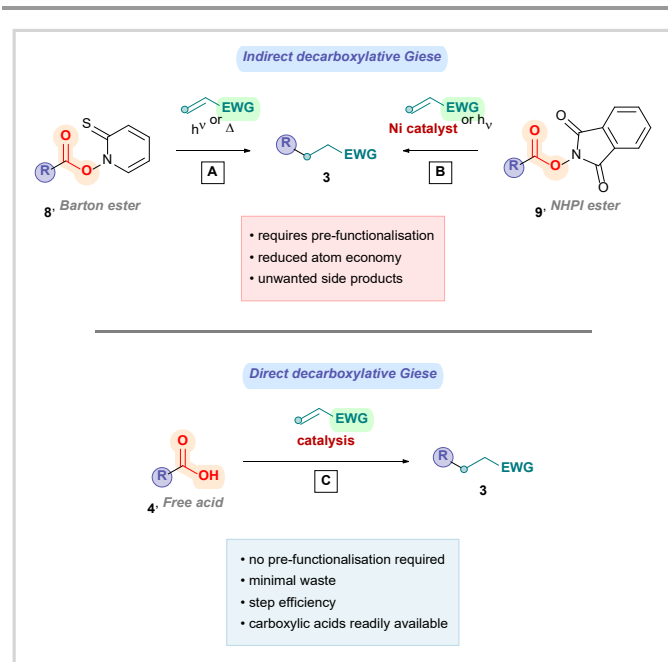 Indirect decarboxylative Giese
EWG
hν or Δ
A
S
O
R
O
N
8, Barton ester
R
EWG
3
EWG
Ni catalyst or hν
B
O
O
R
O
N
O
9, NHPI ester
• requires pre-functionalisation
• reduced atom economy
• unwanted side products
Direct decarboxylative Giese
EWG
catalysis
C
O
R
OH
4, Free acid
R
EWG
3
• no pre-functionalisation required
• minimal waste
• step efficiency
• carboxylic acids readily available